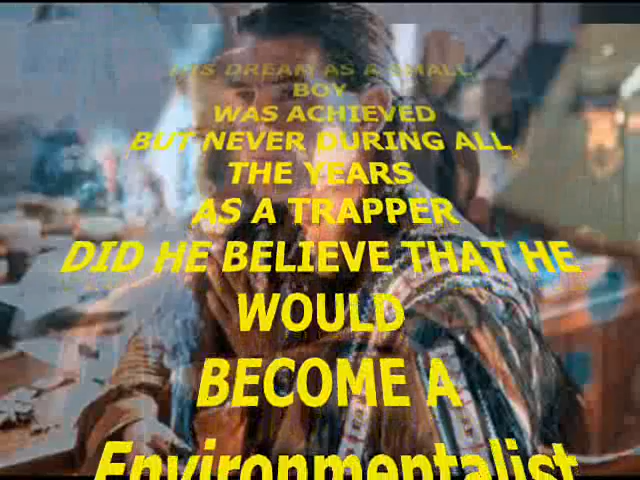 HIS DREAM AS A SMALL
BOY
WAS ACHIEVED
BUT NEVER DURING ALL
THE YEARS
AS A TRAPPER
DID HE BELIEVE THAT HE
WOULD
BECOME A
Environmentalist